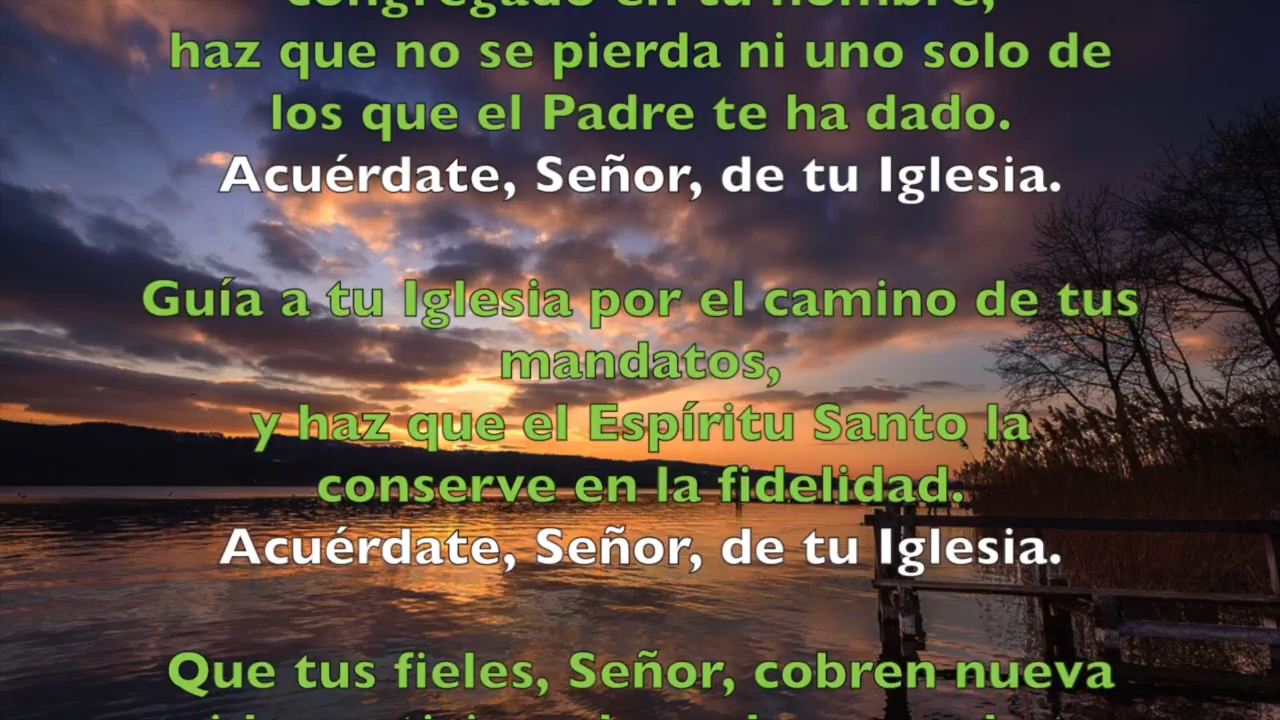 congregado en tu nombre,
haz que no se pierda ni uno solo de
los que el Padre te ha dado.
Acuérdate, Señor, de tu Iglesia.
Guía a tu Iglesia por el camino de tus
mandatos,
y haz que el Espíritu Santo la
conserve en la fidelidad.
Acuérdate, Señor, de tu Iglesia.
Que tus fieles, Señor, cobren nueva